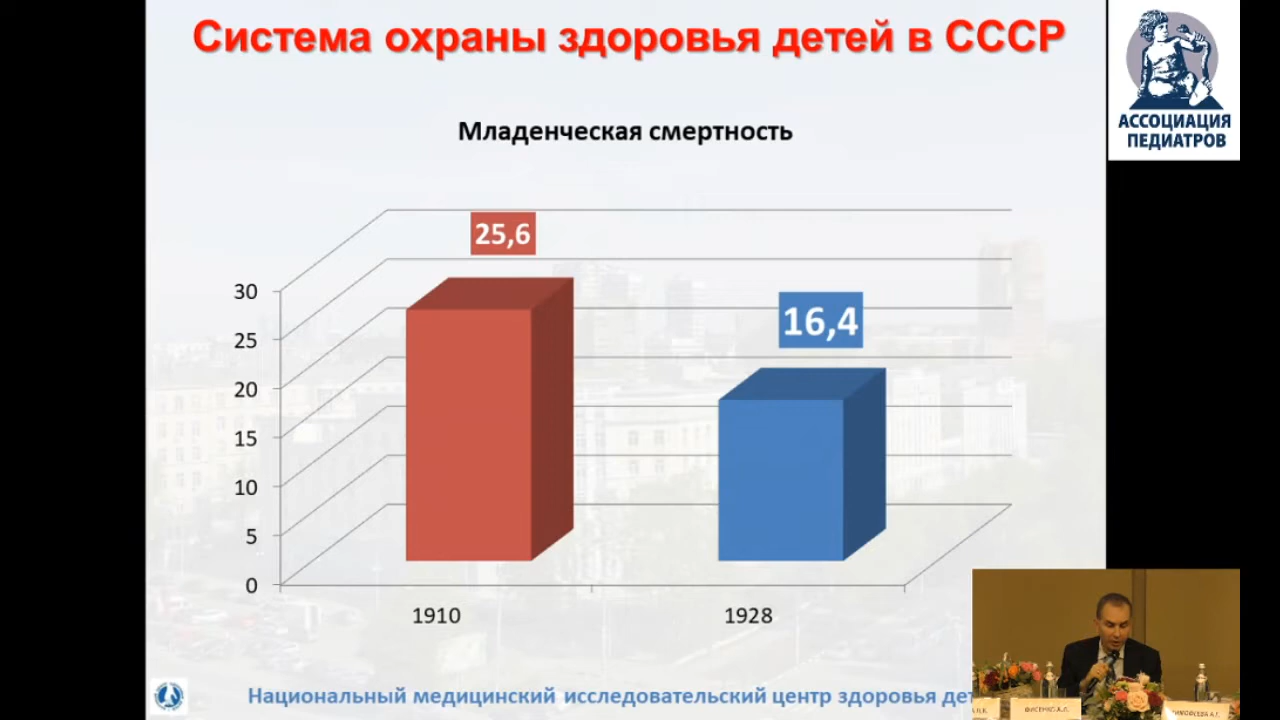 Система охраны здоровья детей в СССР
АССОЦИАЦИЯ
ПЕДИАТРОВ
Младенческая смертность
25,6
16,4
30
25
20
15
10
5
0
1910
1928
Национальный медицинский исследовательский центр здоровья дет
ФИСЕНКО А.П.